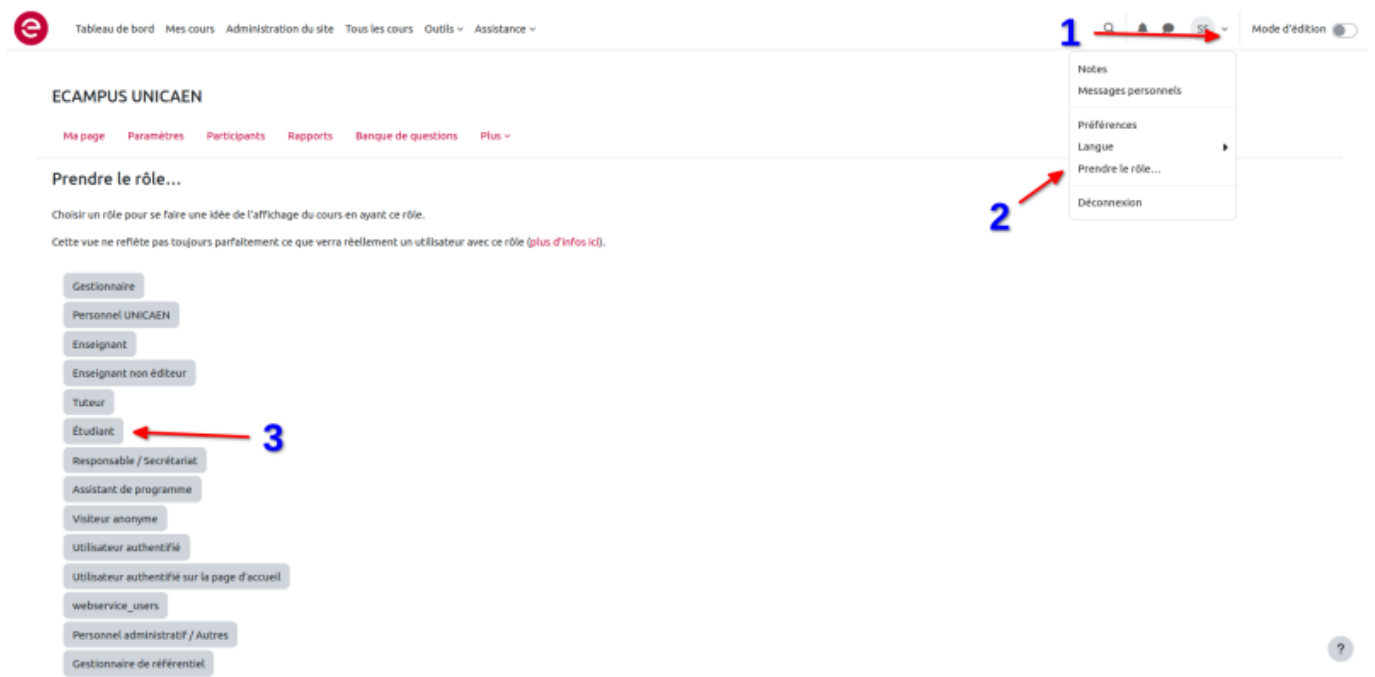 e
Tableau de bord Mes cours Administration du site Tous les cours Outils Assistance
1
SS
Mode d'édition
Notes
Messages personnels
Préférences
Langue
Prendre le rôle...
Déconnexion
2
ECAMPUS UNICAEN
Ma page Paramètres Participants Rapports Banque de questions Plus
Prendre le rôle...
Choisir un rôle pour se faire une idée de l'affichage du cours en ayant ce rôle.
Cette vue ne reflète pas toujours parfaitement ce que verra réellement un utilisateur avec ce rôle (plus d'infos ici).
Gestionnaire
Personnel UNICAEN
Enseignant
Enseignant non éditeur
Tuteur
Étudiant
3
Responsable / Secrétariat
Assistant de programme
Visiteur anonyme
Utilisateur authentifié
Utilisateur authentifié sur la page d'accueil
webservice_users
Personnel administratif / Autres
Gestionnaire de référentiel
?